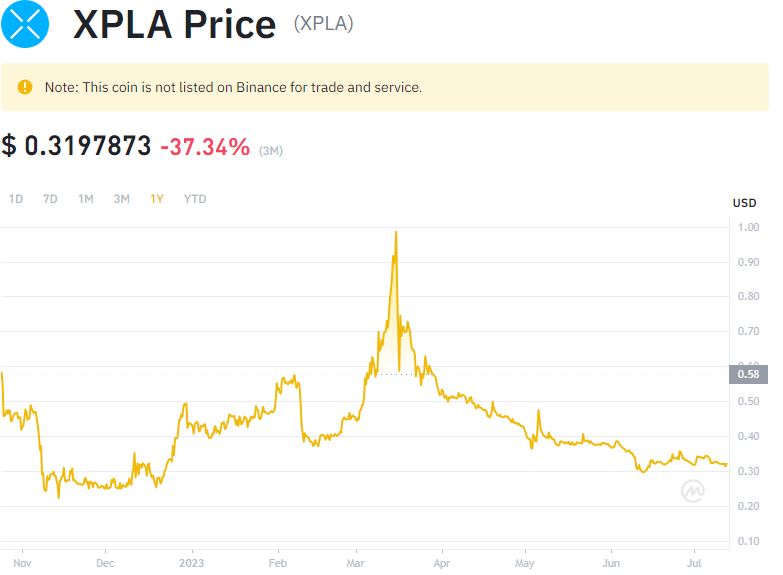 XPLA Price (XPLA)
Note: This coin is not listed on Binance for trade and service.
$ 0.3197873 -37.34% (3M)
1D 7D 1M 3M 1Y YTD
USD
1.00
0.90
0.80
0.70
0.58
0.50
0.40
0.30
0.20
0.10
Nov Dec 2023 Feb Mar Apr May Jun Jul